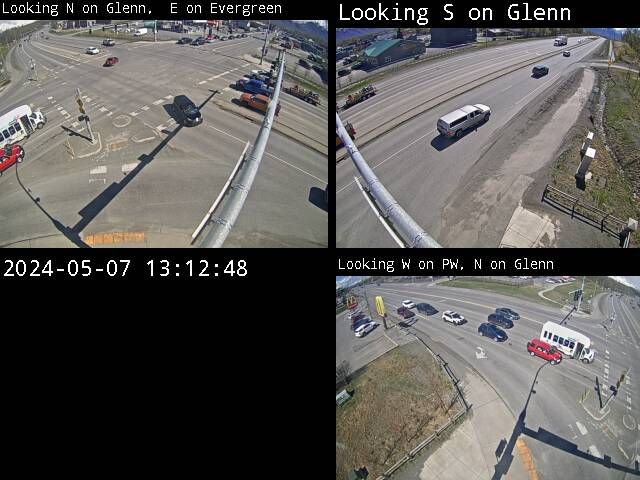 Looking N on Glenn, E on Evergreen
Looking S on Glenn
2024-05-07 13:12:48
Looking W on PW, N on Glenn